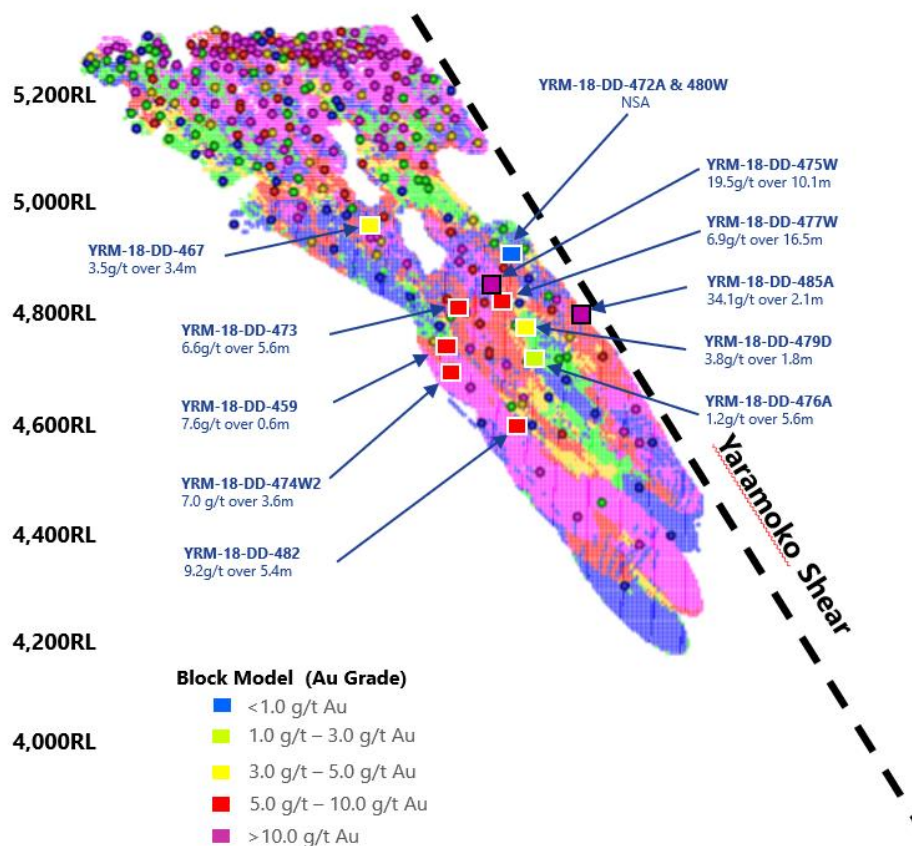 5,200RL
5,000RL
4,800RL
4,600RL
4,400RL
4,200RL
4,000RL
YRM-18-DD-472A & 480W
NSA
YRM-18-DD-475W
19.5g/t over 10.1m
YRM-18-DD-477W
6.9g/t over 16.5m
YRM-18-DD-485A
34.1g/t over 2.1m
YRM-18-DD-479D
3.8g/t over 1.8m
YRM-18-DD-476A
1.2g/t over 5.6m
YRM-18-DD-467
3.5g/t over 3.4m
YRM-18-DD-473
6.6g/t over 5.6m
YRM-18-DD-459
7.6g/t over 0.6m
YRM-18-DD-474W2
7.0 g/t over 3.6m
YRM-18-DD-482
9.2g/t over 5.4m
Yaramoko Shear
Block Model (Au Grade)
<1.0 g/t Au
1.0 g/t – 3.0 g/t Au
3.0 g/t – 5.0 g/t Au
5.0 g/t – 10.0 g/t Au
>10.0 g/t Au